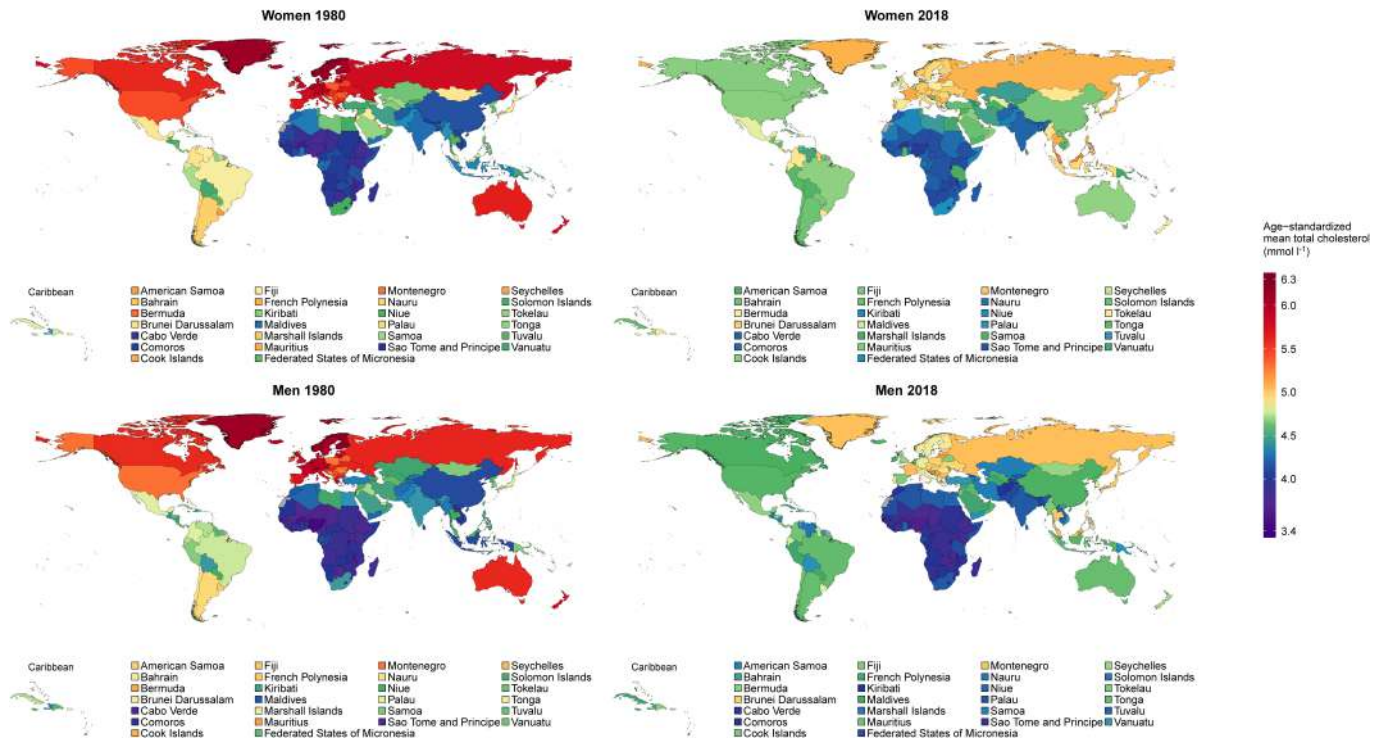 Women 1980
Women 2018
Age−standardized
mean total cholesterol
(mmol l⁻¹)
6.3
6.0
5.5
5.0
4.5
4.0
3.4
Caribbean
American Samoa
Bahrain
Bermuda
Brunei Darussalam
Cabo Verde
Comoros
Cook Islands
Fiji
French Polynesia
Kiribati
Maldives
Marshall Islands
Mauritius
Federated States of Micronesia
Montenegro
Nauru
Niue
Palau
Samoa
Sao Tome and Principe
Seychelles
Solomon Islands
Tokelau
Tonga
Tuvalu
Vanuatu
Caribbean
American Samoa
Bahrain
Bermuda
Brunei Darussalam
Cabo Verde
Comoros
Cook Islands
Fiji
French Polynesia
Kiribati
Maldives
Marshall Islands
Mauritius
Federated States of Micronesia
Montenegro
Nauru
Niue
Palau
Samoa
Sao Tome and Principe
Seychelles
Solomon Islands
Tokelau
Tonga
Tuvalu
Vanuatu
Men 1980
Men 2018
Caribbean
American Samoa
Bahrain
Bermuda
Brunei Darussalam
Cabo Verde
Comoros
Cook Islands
Fiji
French Polynesia
Kiribati
Maldives
Marshall Islands
Mauritius
Federated States of Micronesia
Montenegro
Nauru
Niue
Palau
Samoa
Sao Tome and Principe
Seychelles
Solomon Islands
Tokelau
Tonga
Tuvalu
Vanuatu
Caribbean
American Samoa
Bahrain
Bermuda
Brunei Darussalam
Cabo Verde
Comoros
Cook Islands
Fiji
French Polynesia
Kiribati
Maldives
Marshall Islands
Mauritius
Federated States of Micronesia
Montenegro
Nauru
Niue
Palau
Samoa
Sao Tome and Principe
Seychelles
Solomon Islands
Tokelau
Tonga
Tuvalu
Vanuatu